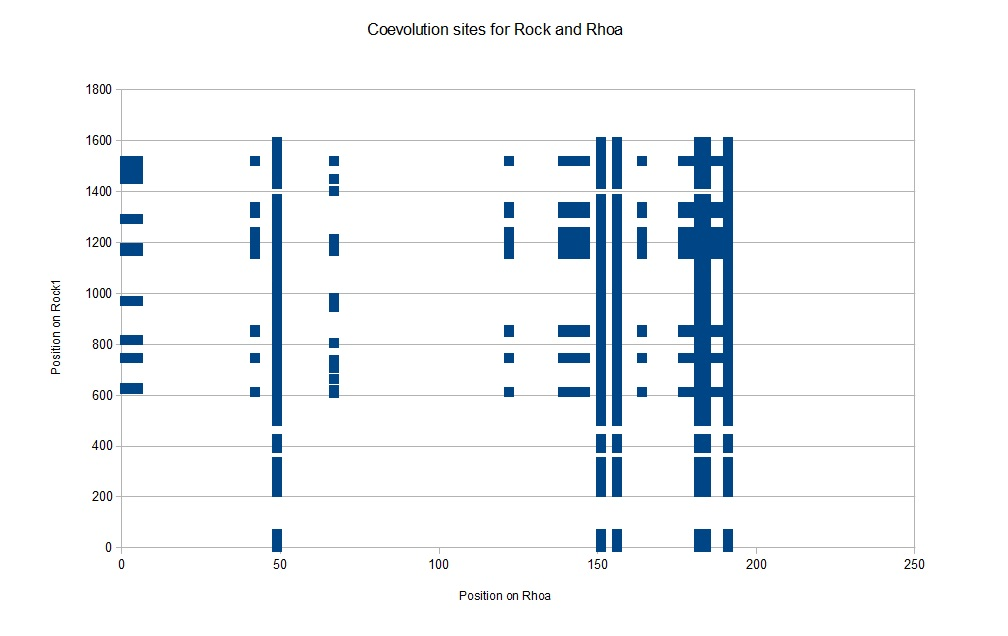 Coevolution sites for Rock and Rhoa
1800
1600
1400
1200
1000
800
600
400
200
0
Position on Rock1
0 50 100 150 200 250
Position on Rhoa